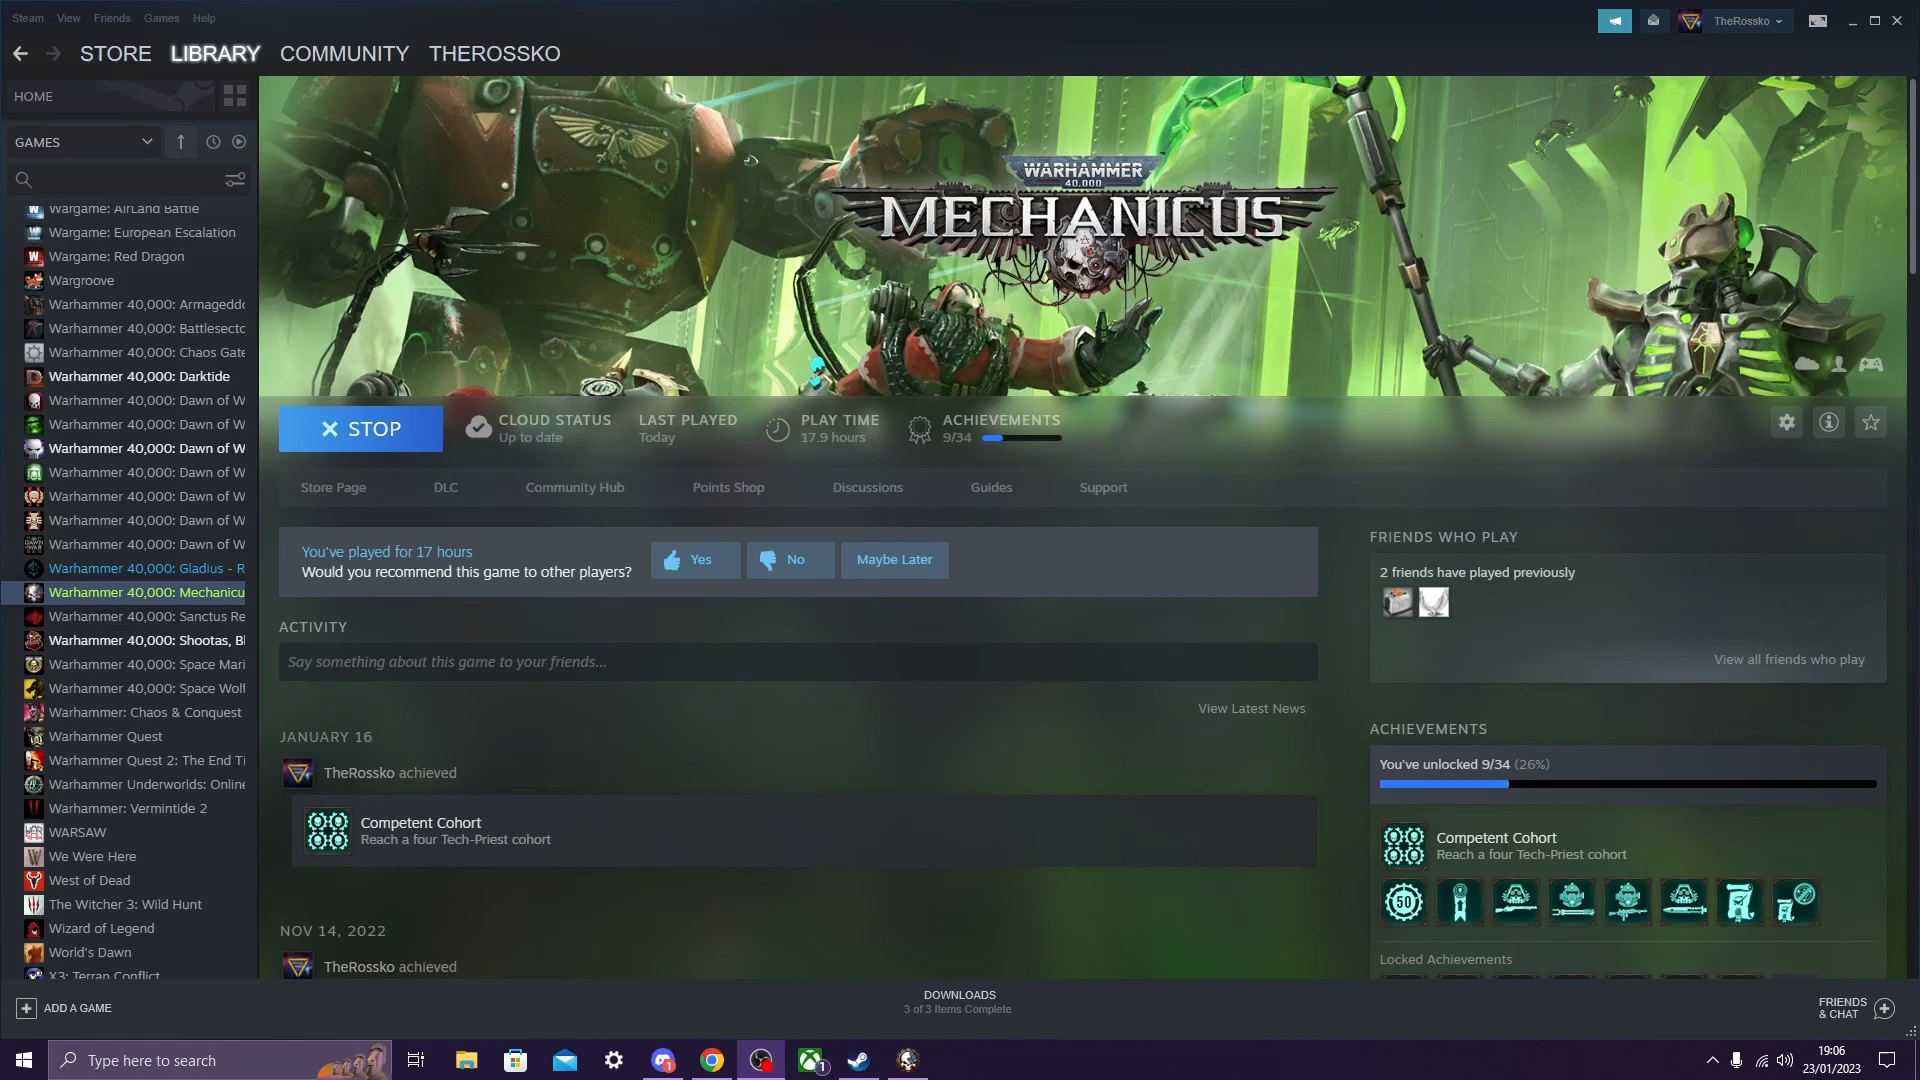 Steam View Friends Games Help
TheRossko
STORE LIBRARY COMMUNITY THEROSSKO
HOME
GAMES
Wargame: AirLand Battle
Wargame: European Escalation
Wargame: Red Dragon
Wargroove
Warhammer 40,000: Armageddo
Warhammer 40,000: Battlesecto
Warhammer 40,000: Chaos Gate
Warhammer 40,000: Darktide
Warhammer 40,000: Dawn of W
Warhammer 40,000: Dawn of W
Warhammer 40,000: Dawn of W
Warhammer 40,000: Dawn of W
Warhammer 40,000: Dawn of W
Warhammer 40,000: Dawn of W
Warhammer 40,000: Dawn of W
Warhammer 40,000: Gladius - R
Warhammer 40,000: Mechanicu
Warhammer 40,000: Sanctus Re
Warhammer 40,000: Shootas, Bl
Warhammer 40,000: Space Mari
Warhammer 40,000: Space Wolf
Warhammer: Chaos & Conquest
Warhammer Quest
Warhammer Quest 2: The End Ti
Warhammer Underworlds: Online
Warhammer: Vermintide 2
WARSAW
We Were Here
West of Dead
The Witcher 3: Wild Hunt
Wizard of Legend
World's Dawn
X3: Terran Conflict
WARHAMMER
40,000
MECHANICUS
STOP
CLOUD STATUS
Up to date
LAST PLAYED
Today
PLAY TIME
17.9 hours
ACHIEVEMENTS
9/34
Store Page DLC Community Hub Points Shop Discussions Guides Support
You've played for 17 hours
Would you recommend this game to other players?
Yes No Maybe Later
ACTIVITY
Say something about this game to your friends...
View Latest News
JANUARY 16
TheRossko achieved
Competent Cohort
Reach a four Tech-Priest cohort
NOV 14, 2022
TheRossko achieved
FRIENDS WHO PLAY
2 friends have played previously
View all friends who play
ACHIEVEMENTS
You've unlocked 9/34 (26%)
Competent Cohort
Reach a four Tech-Priest cohort
50
Locked Achievements
ADD A GAME
DOWNLOADS
3 of 3 Items Complete
FRIENDS
& CHAT
Type here to search
1
1
19:06
23/01/2023